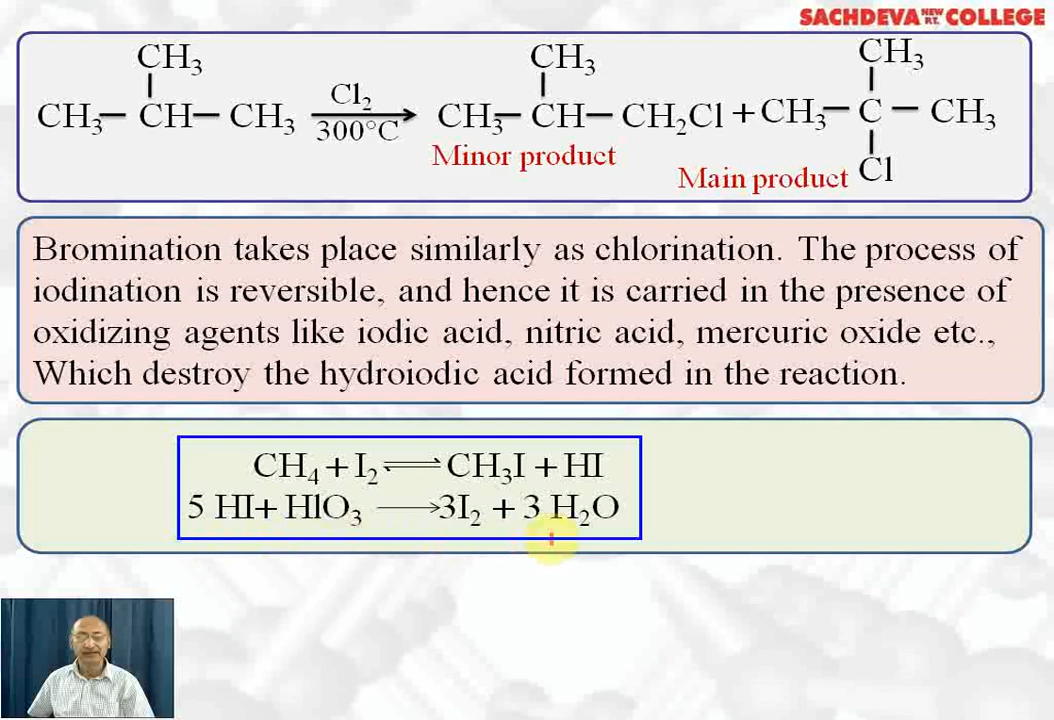 SACHDEVA NEW P.T. COLLEGE
CH₃ CH₃ CH₃
CH₃ — CH — CH₃ Cl₂ 300°C → CH₃ — CH — CH₂Cl + CH₃ — C — CH₃
Minor product
Main product Cl
Bromination takes place similarly as chlorination. The process of
iodination is reversible, and hence it is carried in the presence of
oxidizing agents like iodic acid, nitric acid, mercuric oxide etc.,
Which destroy the hydroiodic acid formed in the reaction.
CH₄ + I₂ ⇌ CH₃I + HI
5 HI+ HlO₃ → 3I₂ + 3 H₂O